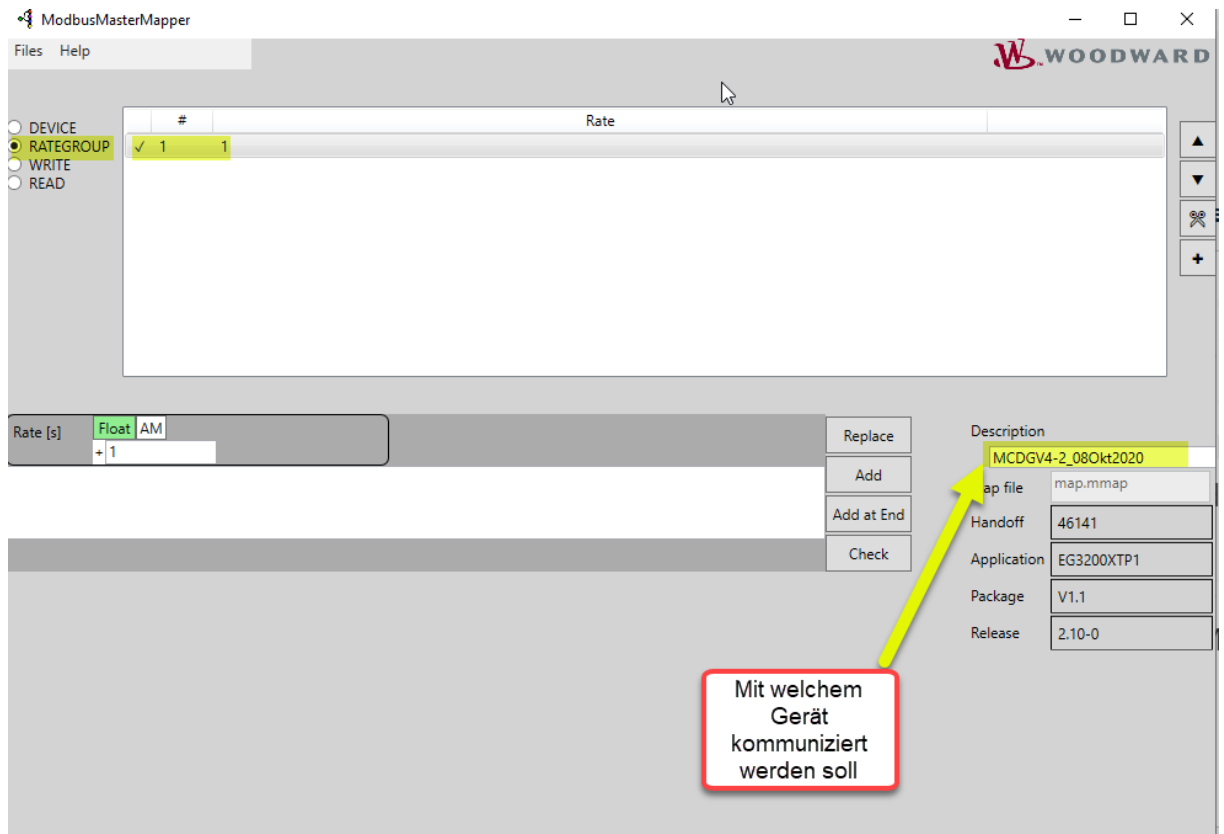 ModbusMasterMapper
Files Help
WOODWARD
DEVICE
RATEGROUP
WRITE
READ
# Rate
✓ 1 1
Rate [s] Float AM
+ 1
Replace
Add
Add at End
Check
Description
MCDGV4-2_08Okt2020
ap file map.mmap
Handoff 46141
Application EG3200XTP1
Package V1.1
Release 2.10-0
Mit welchem
Gerät
kommuniziert
werden soll